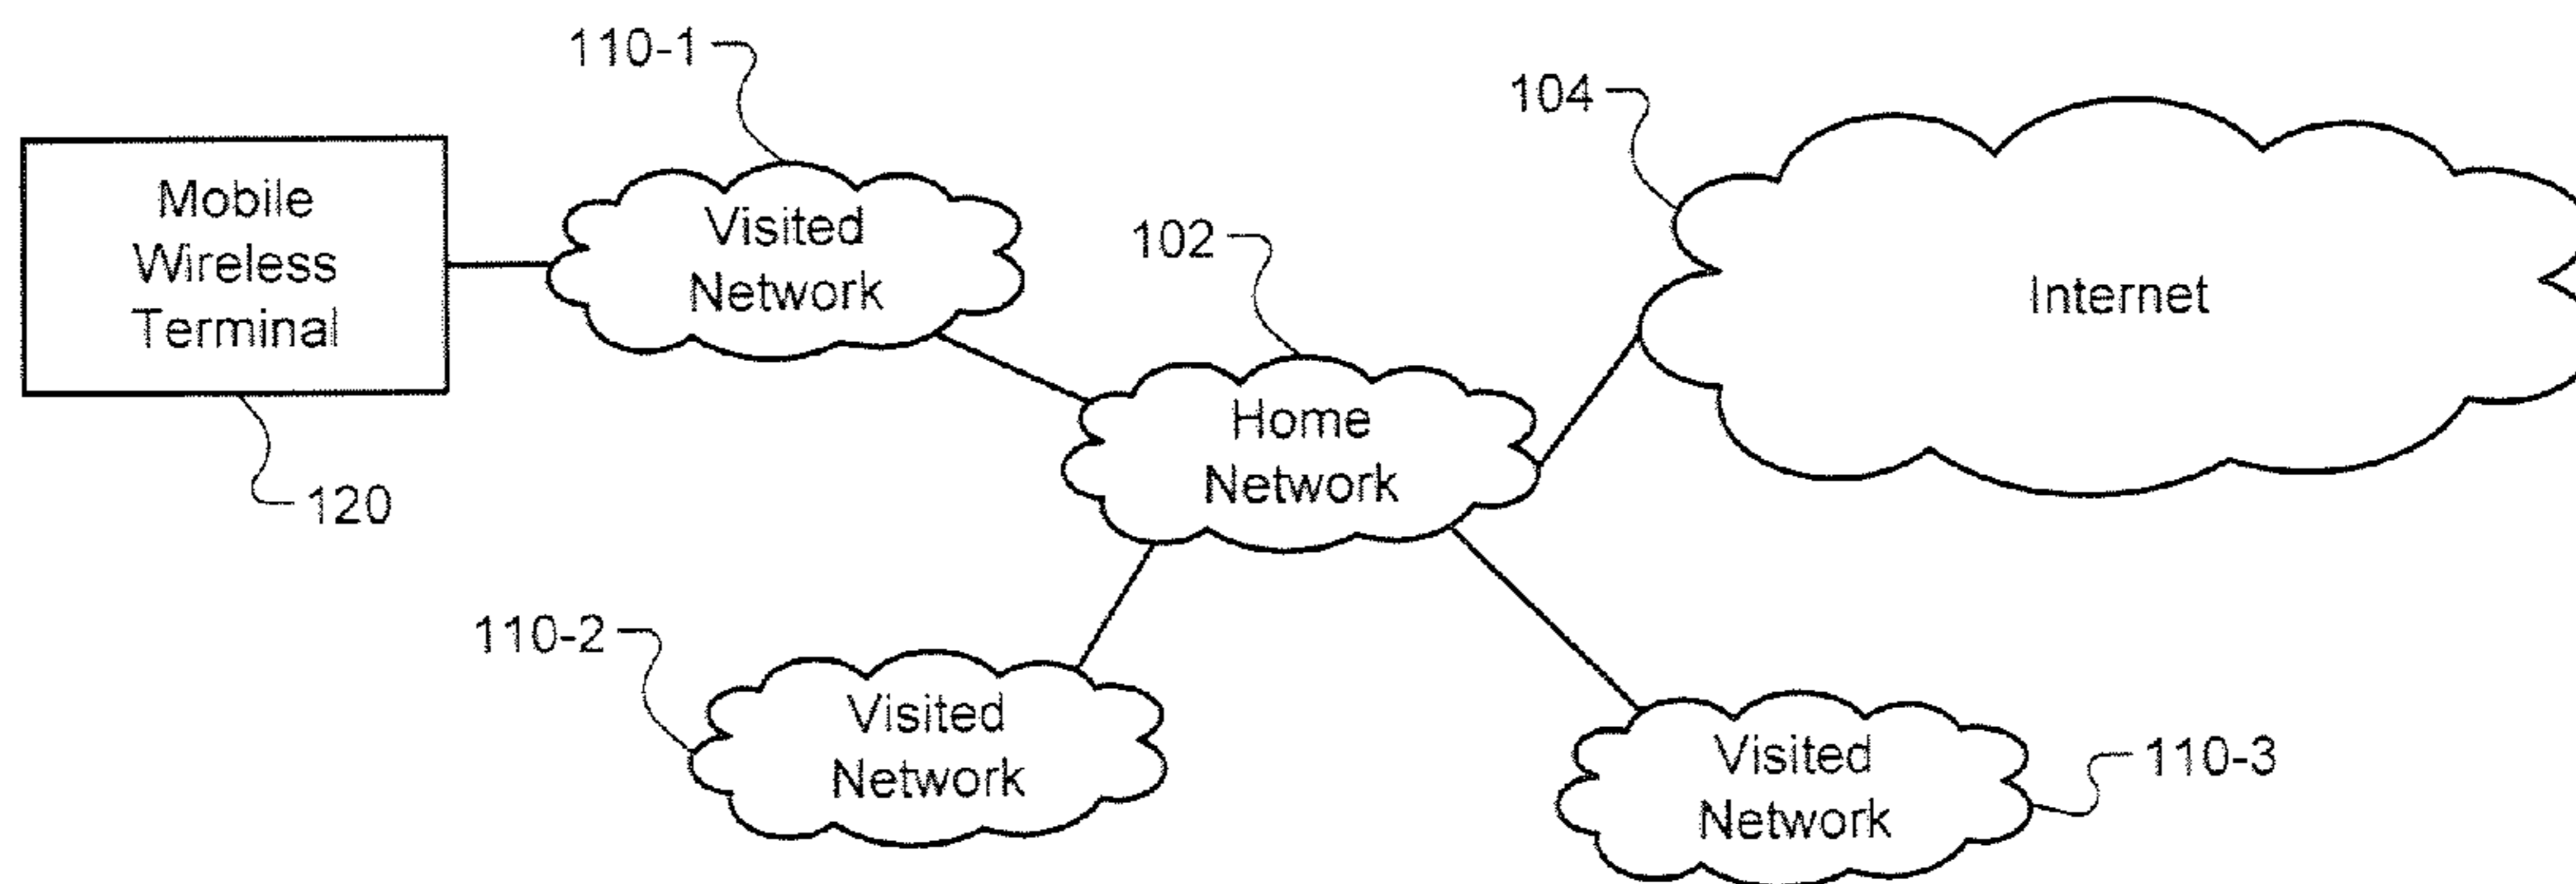 110-1
104
Mobile
Wireless
Terminal
Visited
Network
102
Internet
Home
Network
120
110-2
Visited
Network
Visited
Network
110-3